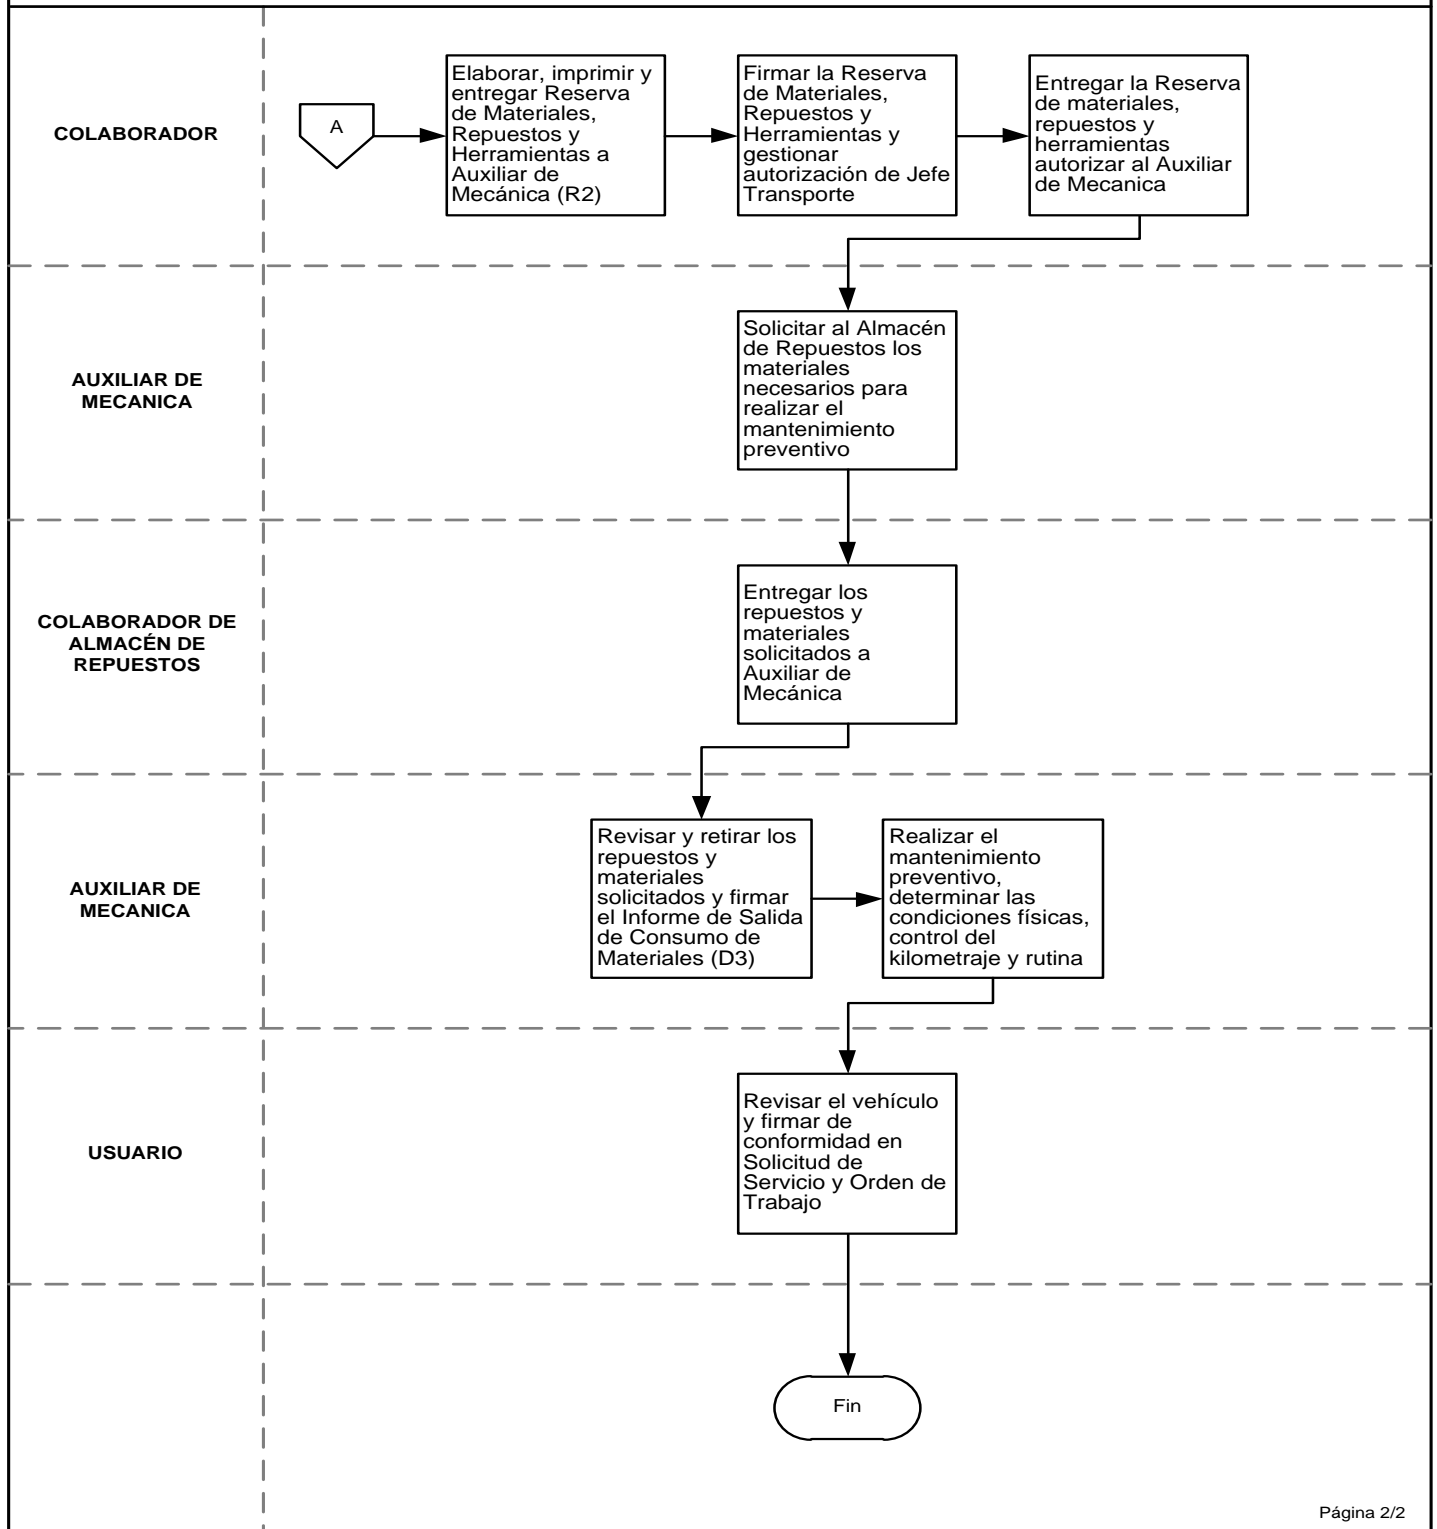 COLABORADOR
A
Elaborar, imprimir y
entregar Reserva
de Materiales,
Repuestos y
Herramientas a
Auxiliar de
Mecánica (R2)
Firmar la Reserva
de Materiales,
Repuestos y
Herramientas y
gestionar
autorización de Jefe
Transporte
Entregar la Reserva
de materiales,
repuestos y
herramientas
autorizar al Auxiliar
de Mecanica
AUXILIAR DE
MECANICA
Solicitar al Almacén
de Repuestos los
materiales
necesarios para
realizar el
mantenimiento
preventivo
COLABORADOR DE
ALMACÉN DE
REPUESTOS
Entregar los
repuestos y
materiales
solicitados a
Auxiliar de
Mecánica
AUXILIAR DE
MECANICA
Revisar y retirar los
repuestos y
materiales
solicitados y firmar
el Informe de Salida
de Consumo de
Materiales (D3)
Realizar el
mantenimiento
preventivo,
determinar las
condiciones físicas,
control del
kilometraje y rutina
USUARIO
Revisar el vehículo
y firmar de
conformidad en
Solicitud de
Servicio y Orden de
Trabajo
Fin
Página 2/2